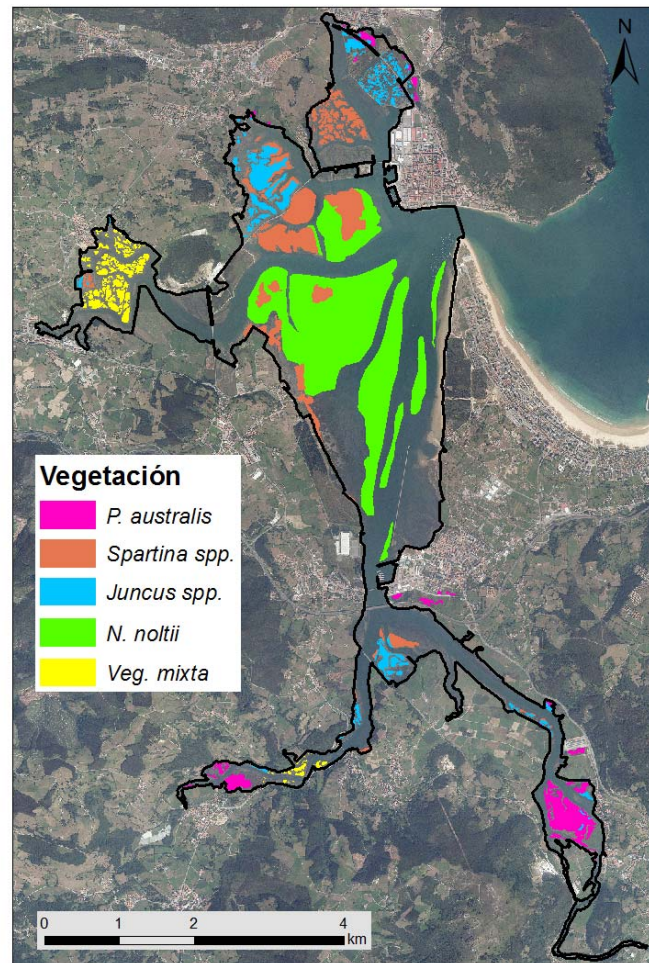 N
Vegetación
P. australis
Spartina spp.
Juncus spp.
N. noltii
Veg. mixta
0 1 2 4
km